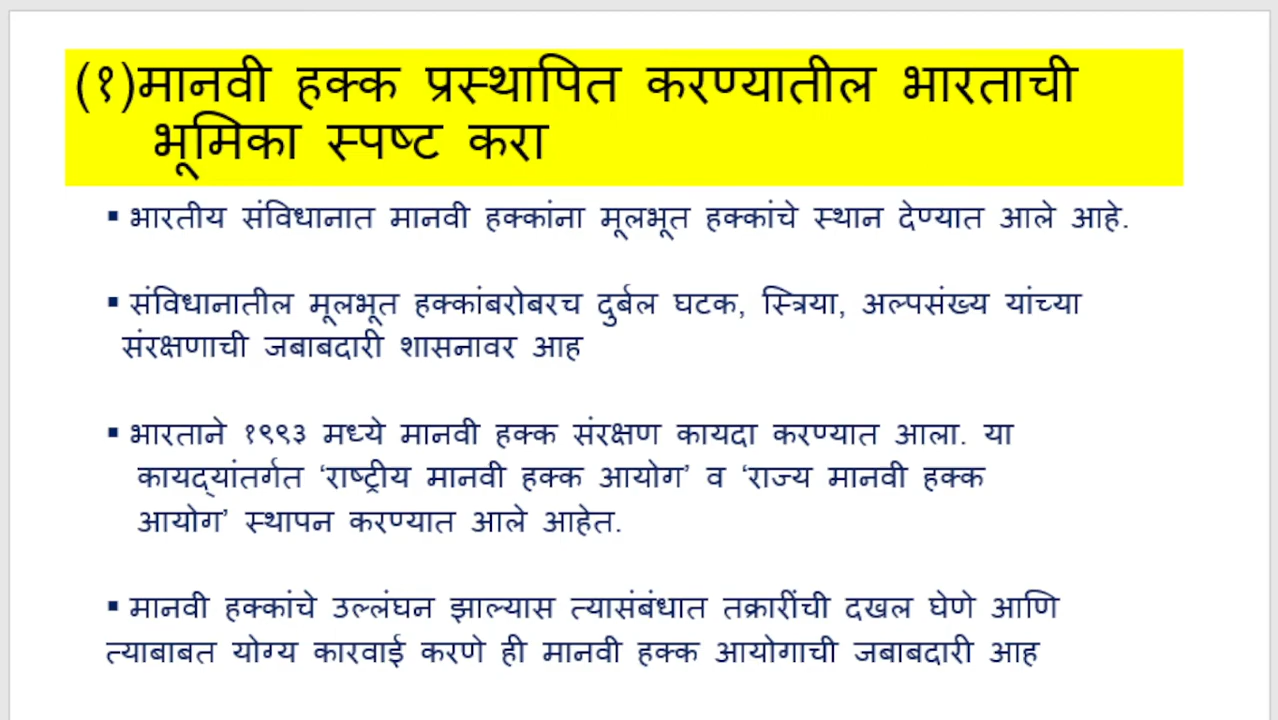 (१)मानवी हक्क प्रस्थापित करण्यातील भारताची
भूमिका स्पष्ट करा
▪ भारतीय संविधानात मानवी हक्कांना मूलभूत हक्कांचे स्थान देण्यात आले आहे.
▪ संविधानातील मूलभूत हक्कांबरोबरच दुर्बल घटक, स्त्रिया, अल्पसंख्य यांच्या
संरक्षणाची जबाबदारी शासनावर आह
▪ भारताने १९९३ मध्ये मानवी हक्क संरक्षण कायदा करण्यात आला. या
कायद्यांतर्गत ‘राष्ट्रीय मानवी हक्क आयोग’ व ‘राज्य मानवी हक्क
आयोग’ स्थापन करण्यात आले आहेत.
▪ मानवी हक्कांचे उल्लंघन झाल्यास त्यासंबंधात तक्रारींची दखल घेणे आणि
त्याबाबत योग्य कारवाई करणे ही मानवी हक्क आयोगाची जबाबदारी आह